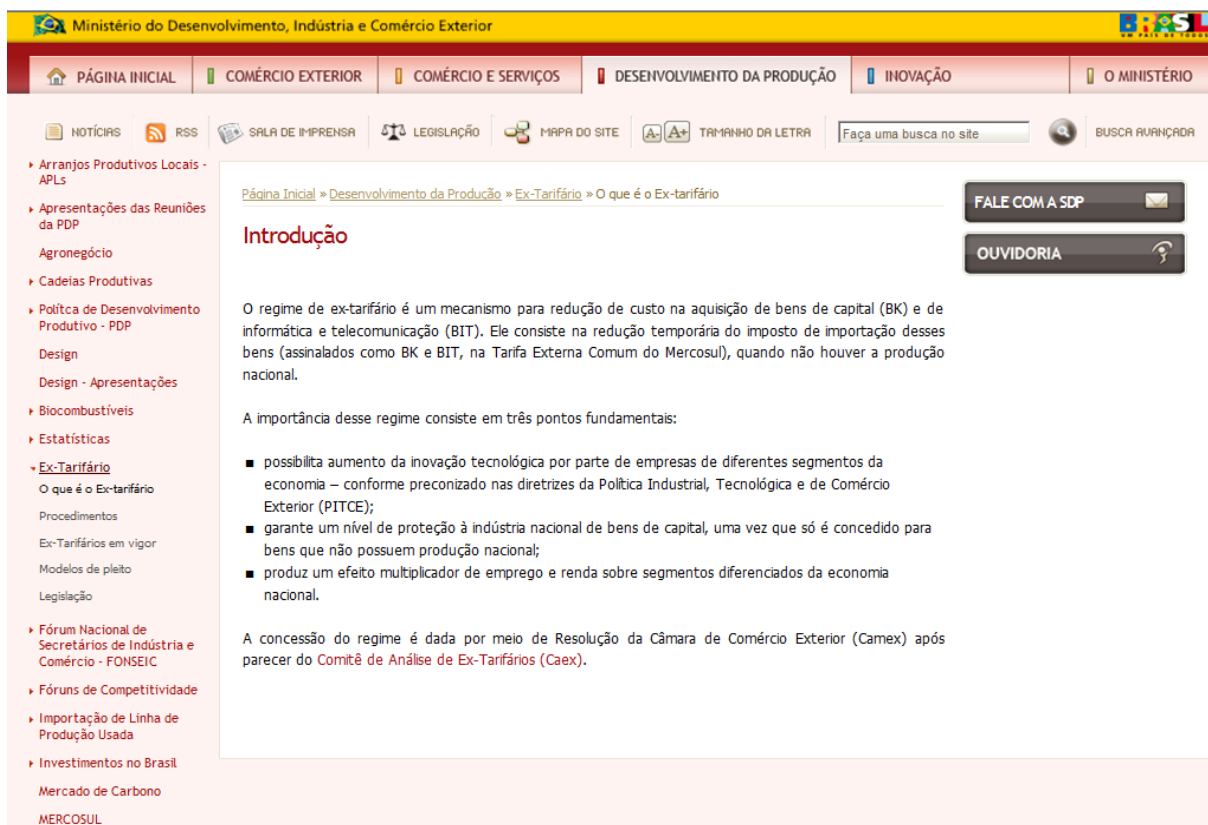 Ministério do Desenvolvimento, Indústria e Comércio Exterior
BRASIL
UM PAÍS DE TODOS
PÁGINA INICIAL
COMÉRCIO EXTERIOR
COMÉRCIO E SERVIÇOS
DESENVOLVIMENTO DA PRODUÇÃO
INOVAÇÃO
O MINISTÉRIO
NOTÍCIAS
RSS
SALA DE IMPRENSA
LEGISLAÇÃO
MAPA DO SITE
A- A+ TAMANHO DA LETRA
Faça uma busca no site
BUSCA AVANÇADA
Arranjos Produtivos Locais -
APLs
Apresentações das Reuniões
da PDP
Agronegócio
Cadeias Produtivas
Polítca de Desenvolvimento
Produtivo - PDP
Design
Design - Apresentações
Biocombustíveis
Estatísticas
Ex-Tarifário
O que é o Ex-tarifário
Procedimentos
Ex-Tarifários em vigor
Modelos de pleito
Legislação
Fórum Nacional de
Secretários de Indústria e
Comércio - FONSEIC
Fóruns de Competitividade
Importação de Linha de
Produção Usada
Investimentos no Brasil
Mercado de Carbono
MERCOSUL
Página Inicial » Desenvolvimento da Produção » Ex-Tarifário » O que é o Ex-tarifário
Introdução
O regime de ex-tarifário é um mecanismo para redução de custo na aquisição de bens de capital (BK) e de
informática e telecomunicação (BIT). Ele consiste na redução temporária do imposto de importação desses
bens (assinalados como BK e BIT, na Tarifa Externa Comum do Mercosul), quando não houver a produção
nacional.
A importância desse regime consiste em três pontos fundamentais:
■ possibilita aumento da inovação tecnológica por parte de empresas de diferentes segmentos da
economia – conforme preconizado nas diretrizes da Política Industrial, Tecnológica e de Comércio
Exterior (PITCE);
■ garante um nível de proteção à indústria nacional de bens de capital, uma vez que só é concedido para
bens que não possuem produção nacional;
■ produz um efeito multiplicador de emprego e renda sobre segmentos diferenciados da economia
nacional.
A concessão do regime é dada por meio de Resolução da Câmara de Comércio Exterior (Camex) após
parecer do Comitê de Análise de Ex-Tarifários (Caex).
FALE COM A SDP
OUVIDORIA